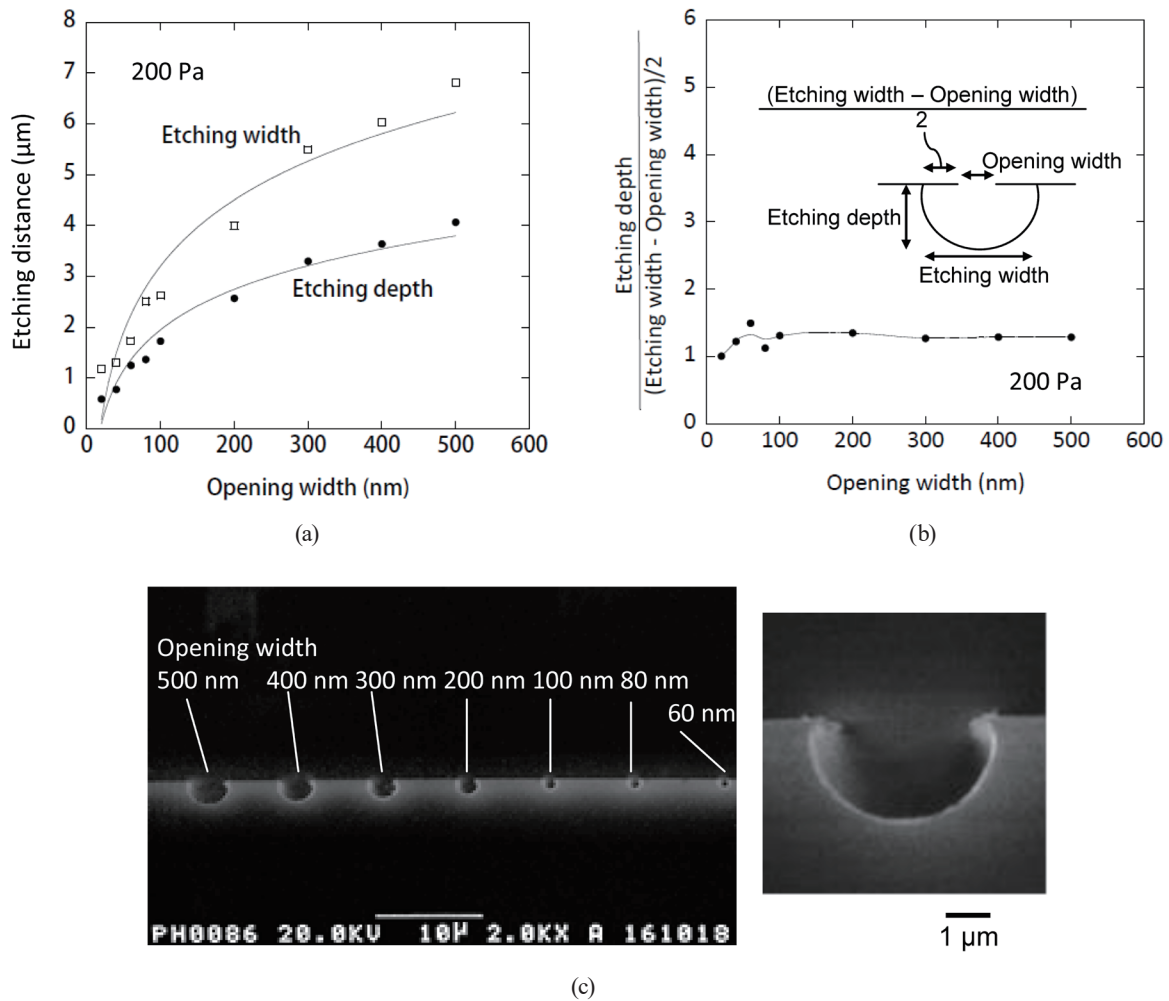 8
7
6
5
4
3
2
1
0
0 100 200 300 400 500 600
Etching distance (µm)
200 Pa
Etching width
Etching depth
Opening width (nm)
(a)
6
5
4
3
2
1
0
0 100 200 300 400 500 600
Etching depth
(Etching width - Opening width)/2
(Etching width – Opening width)
2
Opening width
Etching depth
Etching width
200 Pa
Opening width (nm)
(b)
Opening width
500 nm 400 nm 300 nm 200 nm 100 nm 80 nm
60 nm
PH0086 20.0KV 10µ 2.0KX A 161018
1 µm
(c)